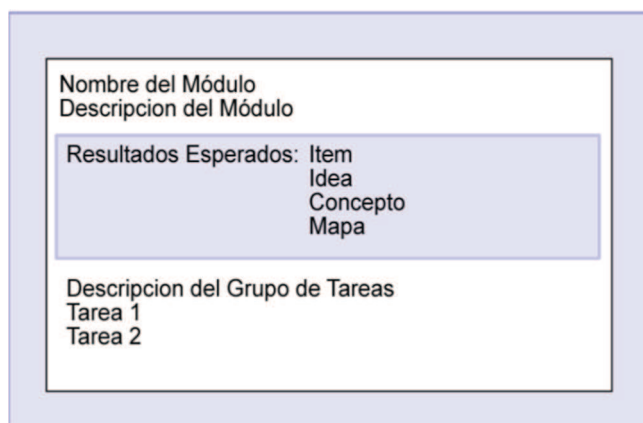 Nombre del Módulo
Descripcion del Módulo
Resultados Esperados: Item
Idea
Concepto
Mapa
Descripcion del Grupo de Tareas
Tarea 1
Tarea 2